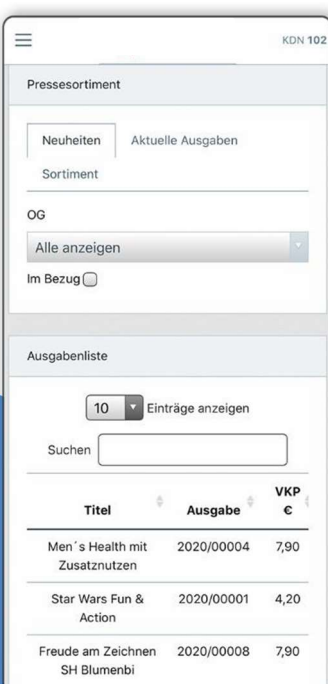 KDN 102
Pressesortiment
Neuheiten
Aktuelle Ausgaben
Sortiment
OG
Alle anzeigen
Im Bezug
Ausgabenliste
10 Einträge anzeigen
Suchen
VKP
Titel Ausgabe €
Men´s Health mit 2020/00004 7,90
Zusatznutzen
Star Wars Fun & 2020/00001 4,20
Action
Freude am Zeichnen 2020/00008 7,90
SH Blumenbi